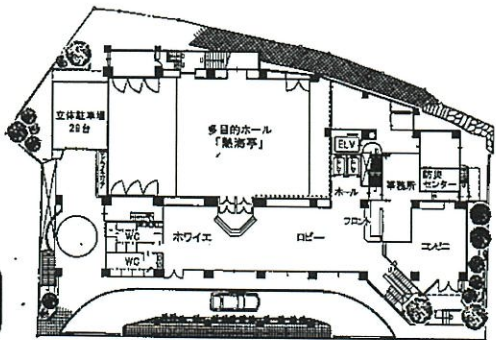 立体駐車場
28台
多目的ホール
「熱海亭」
ELV
ホール
事務所
防災
センター
フロント
コンビニ
WC
WC
ホワイエ
ロビー